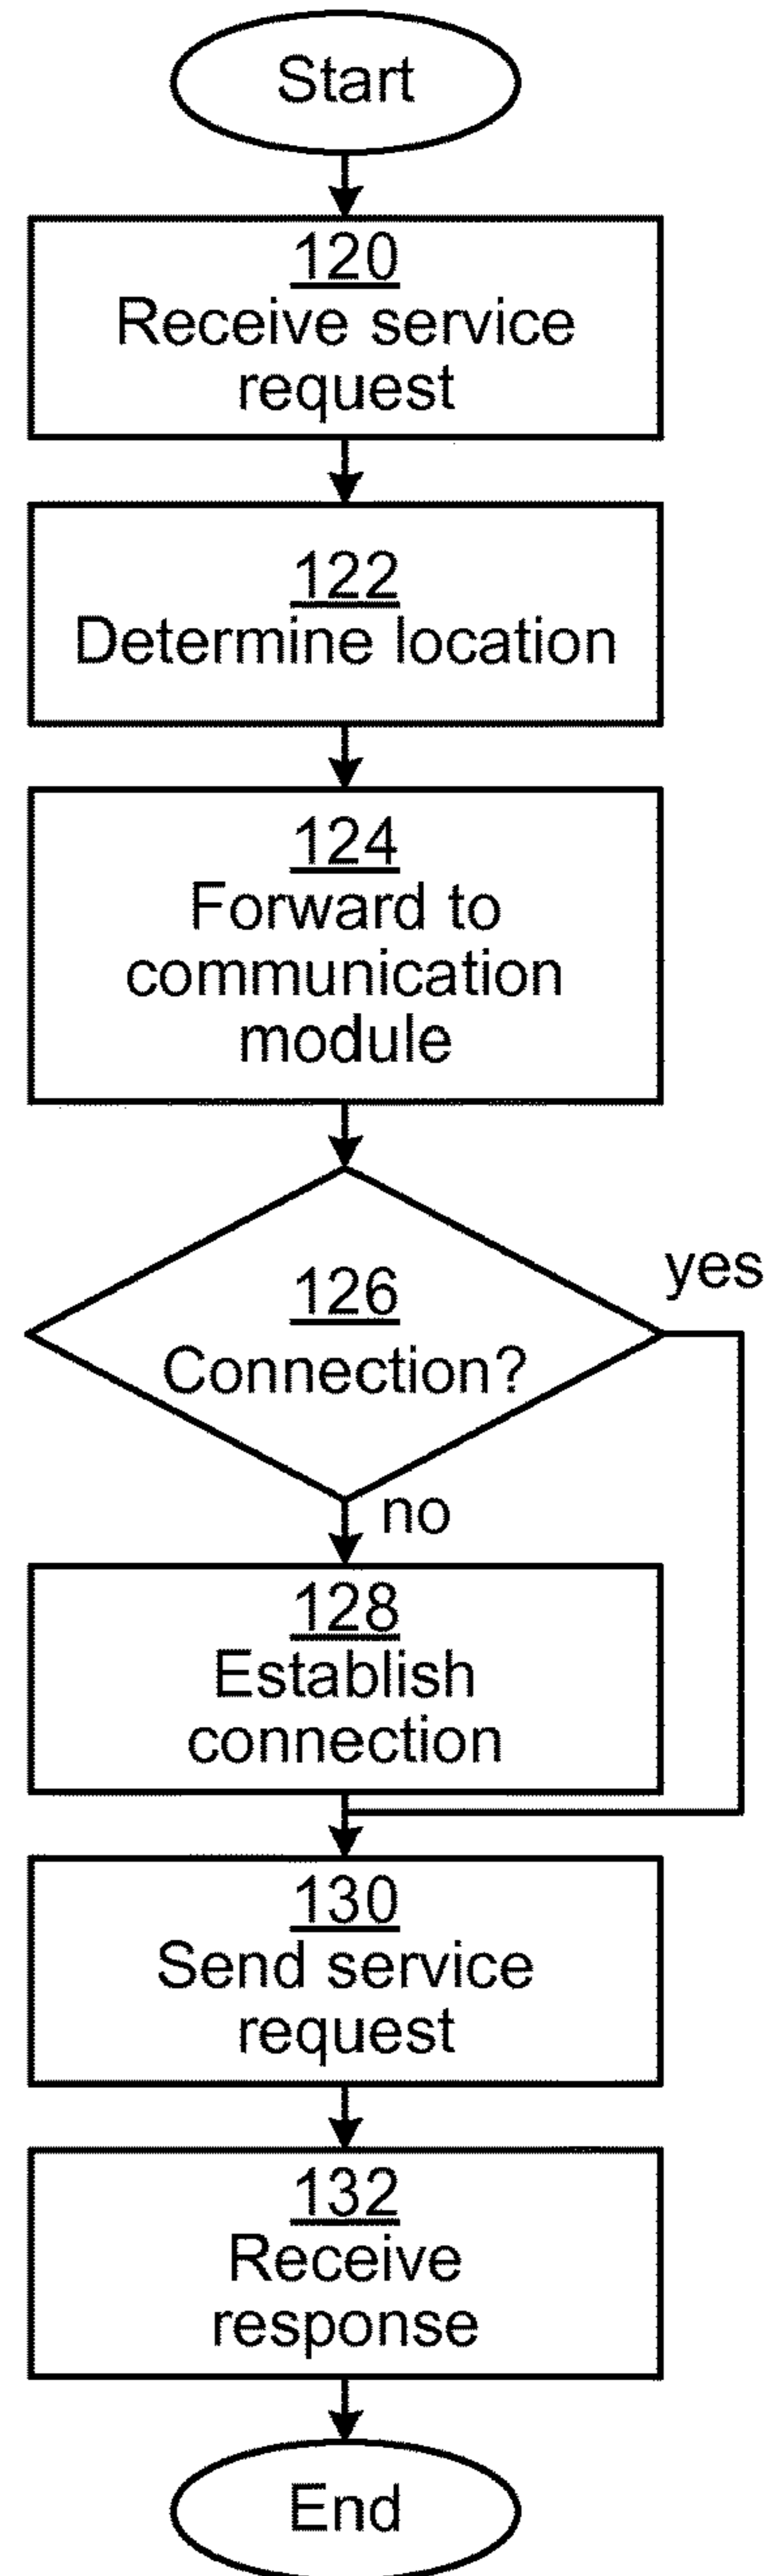 Start
120
Receive service
request
122
Determine location
124
Forward to
communication
module
126
Connection?
yes
no
128
Establish
connection
130
Send service
request
132
Receive
response
End